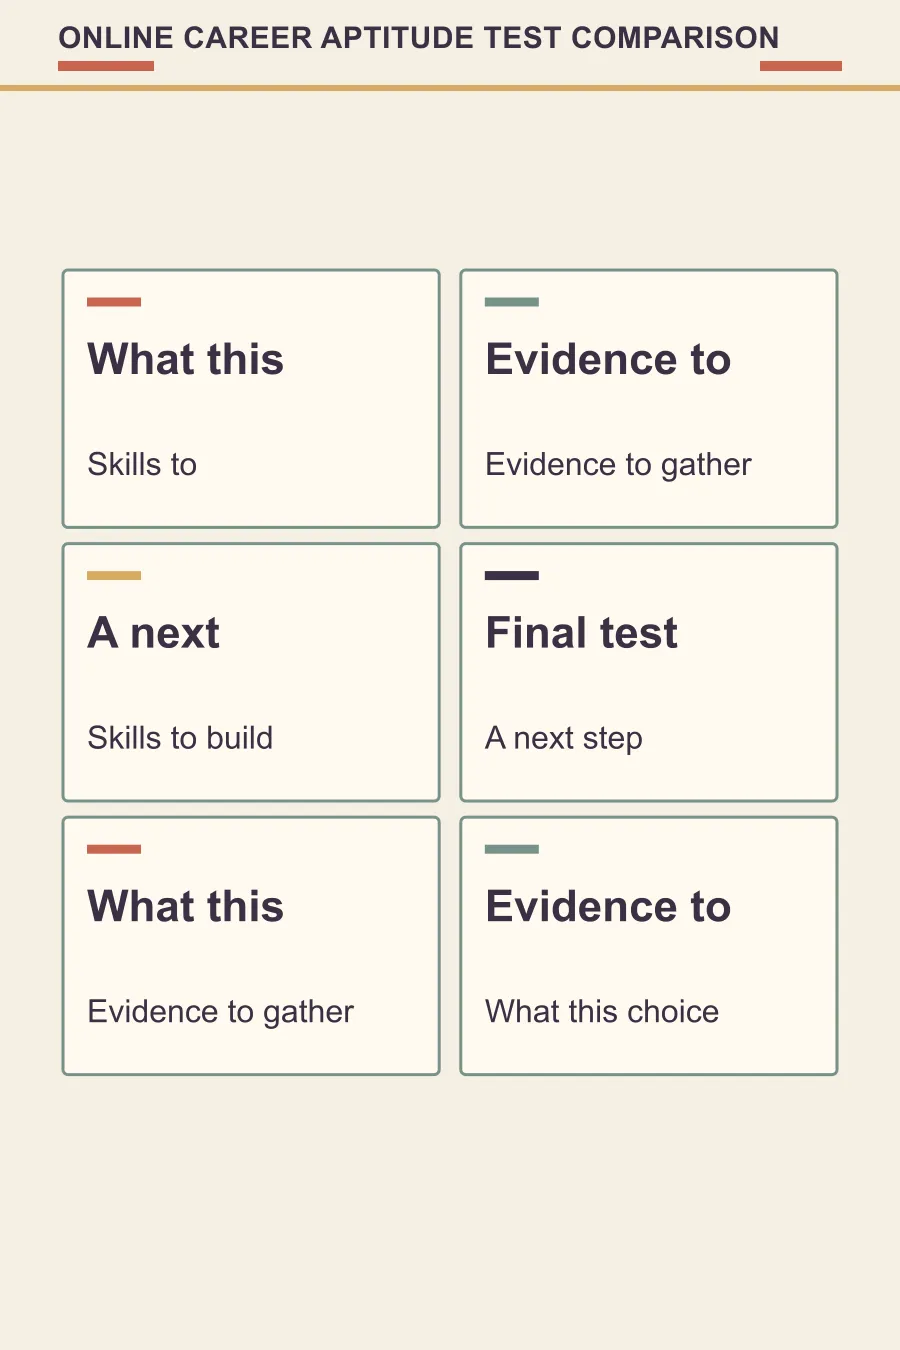 ONLINE CAREER APTITUDE TEST COMPARISON
What this
Skills to
Evidence to
Evidence to gather
A next
Skills to build
Final test
A next step
What this
Evidence to gather
Evidence to
What this choice